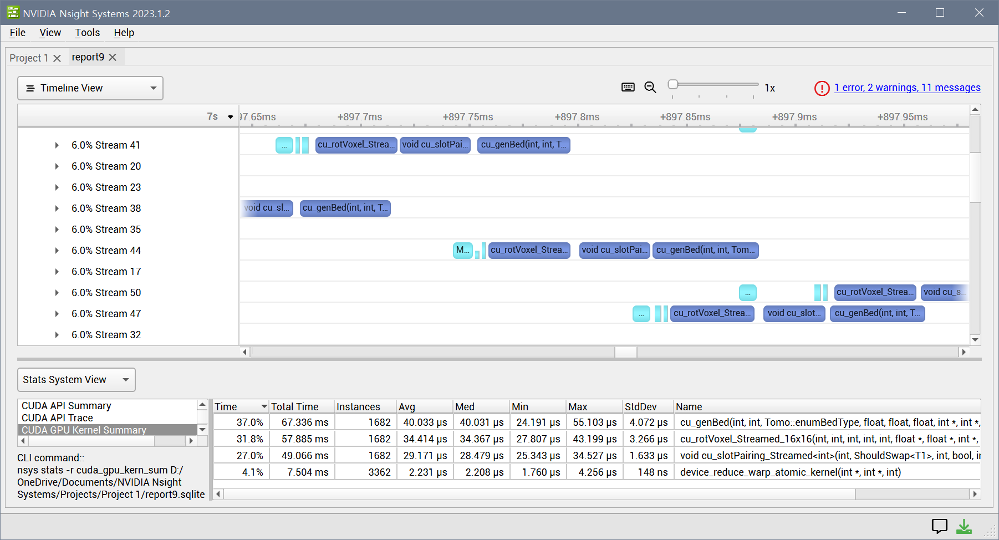 NVIDIA Nsight Systems 2023.1.2
File View Tools Help
Project 1 report9
Timeline View 1x 1 error, 2 warnings, 11 messages
7s 97.65ms +897.7ms +897.75ms +897.8ms +897.85ms +897.9ms +897.95ms
6.0% Stream 41 ... cu_rotVoxel_Strea... void cu_slotPai... cu_genBed(int, int, T...
6.0% Stream 20
6.0% Stream 23
6.0% Stream 38 void cu_sl... cu_genBed(int, int, T...
6.0% Stream 35
6.0% Stream 44 M... cu_rotVoxel_Strea... void cu_slotPai... cu_genBed(int, int, Tom...
6.0% Stream 17
6.0% Stream 50 ... cu_rotVoxel_Strea... void cu_s...
6.0% Stream 47 ... cu_rotVoxel_Strea... void cu_slot... cu_genBed(int, int, T...
6.0% Stream 32
Stats System View
CUDA API Summary
CUDA API Trace
CUDA GPU Kernel Summary
CLI command::
nsys stats -r cuda_gpu_kern_sum D:/
OneDrive/Documents/NVIDIA Nsight
Systems/Projects/Project 1/report9.sqlite
Time Total Time Instances Avg Med Min Max StdDev Name
37.0% 67.336 ms 1682 40.033 µs 40.031 µs 24.191 µs 55.103 µs 4.072 µs cu_genBed(int, int, Tomo::enumBedType, float, float, float, int *, int *,
31.8% 57.885 ms 1682 34.414 µs 34.367 µs 27.807 µs 43.199 µs 3.266 µs cu_rotVoxel_Streamed_16x16(int, int, int, int, int, float *, float *, int *,
27.0% 49.066 ms 1682 29.171 µs 28.479 µs 25.343 µs 34.527 µs 1.633 µs void cu_slotPairing_Streamed<int>(int, ShouldSwap<T1>, int, bool, in
4.1% 7.504 ms 3362 2.231 µs 2.208 µs 1.760 µs 4.256 µs 148 ns device_reduce_warp_atomic_kernel(int *, int *, int)